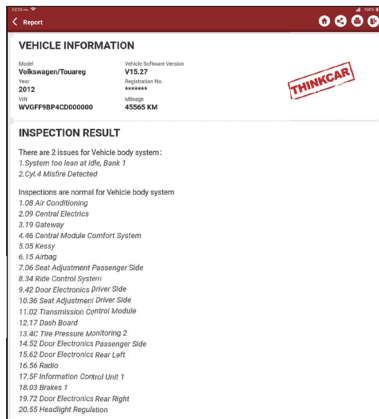 Report
VEHICLE INFORMATION
Model
Vehicle Software Version
Volkswagen/Touareg
V15.27
Year
Registration No.
2012
*******
VIN
Mileage
WVGFF9BP4CD000000
45565 KM
THINKCAR
INSPECTION RESULT
There are 2 issues for Vehicle body system:
1.System too lean at idle, Bank 1
2.Cyl.4 Misfire Detected
Inspections are normal for Vehicle body system
1.08 Air Conditioning
2.09 Central Electrics
3.19 Gateway
4.46 Central Module Comfort System
5.05 Kessy
6.15 Airbag
7.06 Seat Adjustment Passenger Side
8.34 Ride Control System
9.42 Door Electronics Driver Side
10.36 Seat Adjustment Driver Side
11.02 Transmission Control Module
12.17 Dash Board
13.4C Tire Pressure Monitoring 2
14.52 Door Electronics Passenger Side
15.62 Door Electronics Rear Left
16.56 Radio
17.5F Information Control Unit 1
18.03 Brakes 1
19.72 Door Electronics Rear Right
20.55 Headlight Regulation